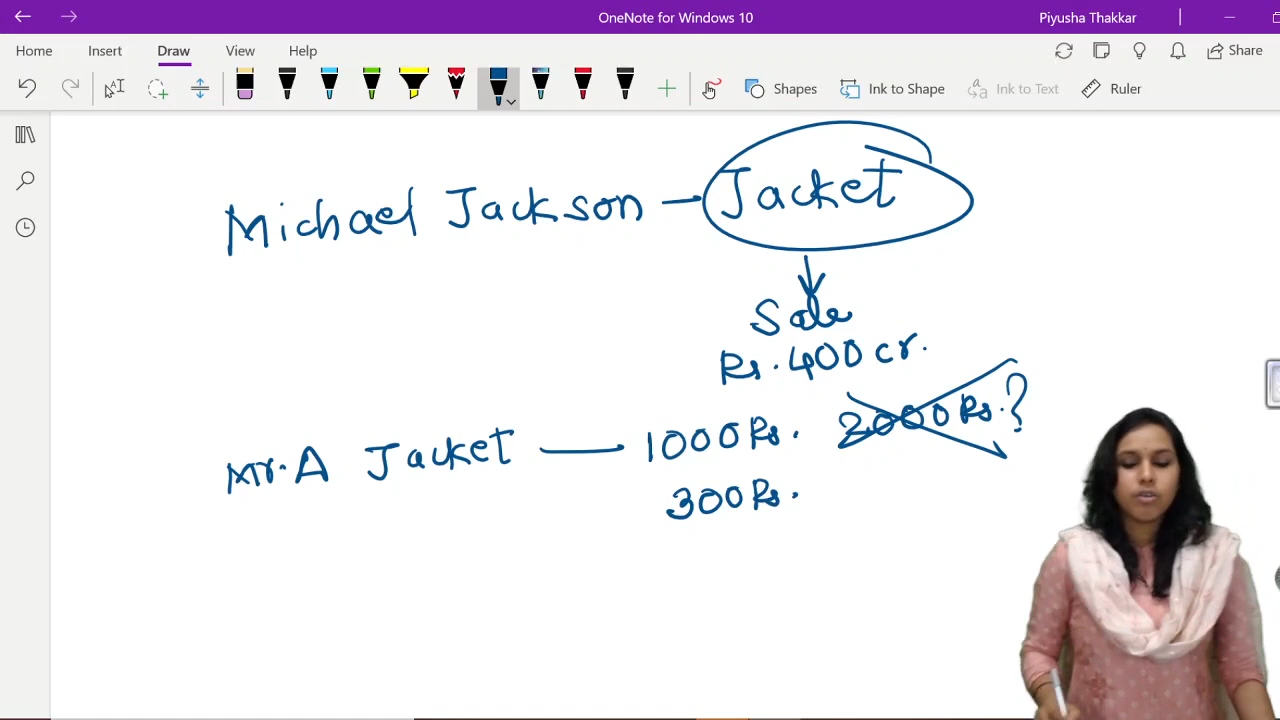 OneNote for Windows 10
Piyusha Thakkar
Home Insert Draw View Help
Share
Shapes Ink to Shape Ink to Text Ruler
Michael Jackson — Jacket
Sale
Rs. 400 cr.
Mr. A Jacket — 1000 Rs. 2000 Rs. ?
300 Rs.